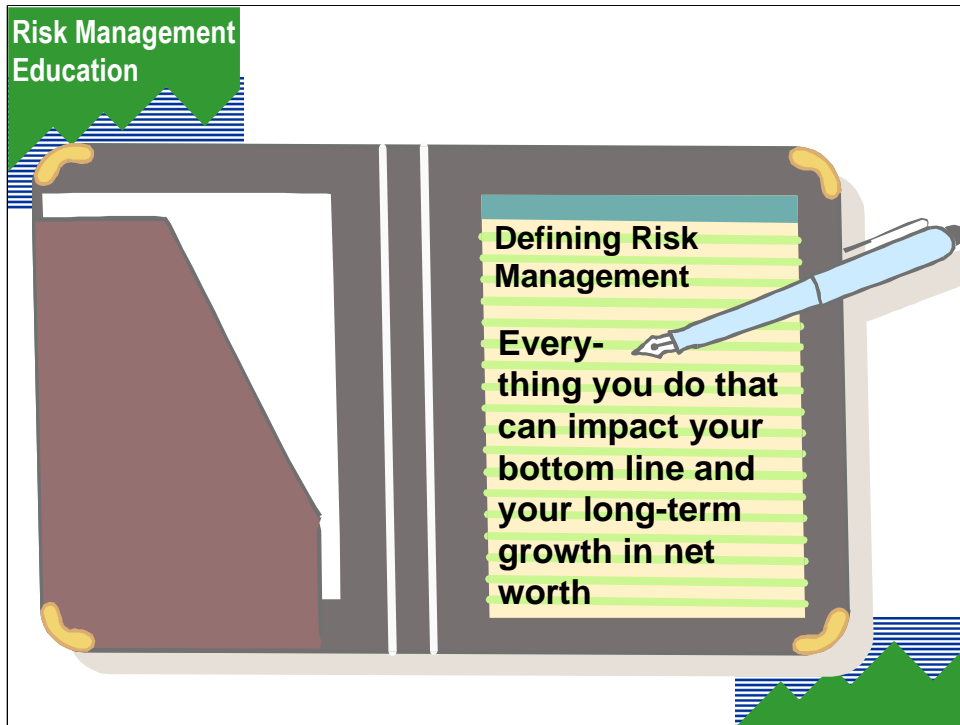 Risk Management
Education
Defining Risk
Management
Every-
thing you do that
can impact your
bottom line and
your long-term
growth in net
worth